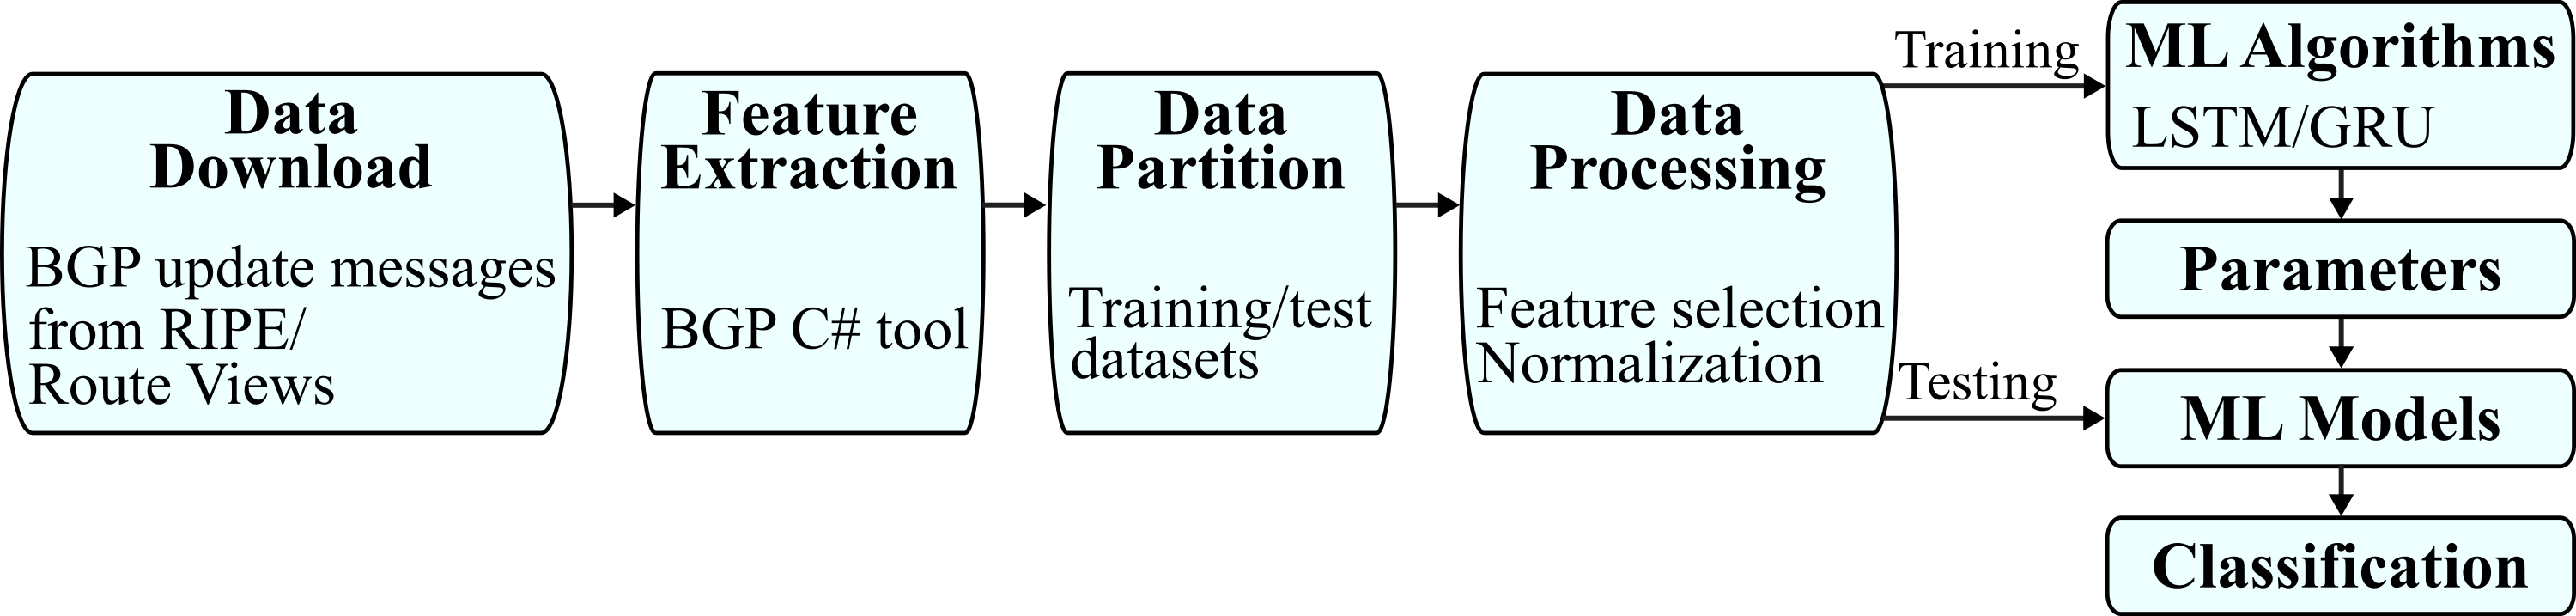 Data
Download
BGP update messages
from RIPE/
Route Views
Feature
Extraction
BGP C# tool
Data
Partition
Training/test
datasets
Data
Processing
Feature selection
Normalization
Training
Testing
ML Algorithms
LSTM/GRU
Parameters
ML Models
Classification